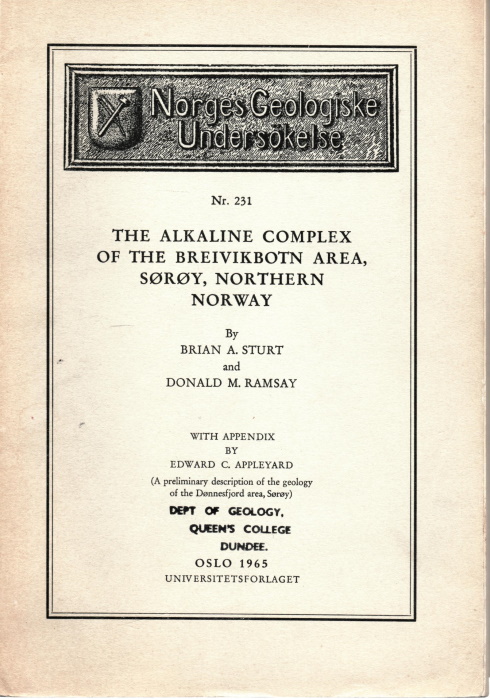 Norges Geologiske
Undersökelse
Nr. 231
THE ALKALINE COMPLEX
OF THE BREIVIKBOTN AREA,
SØRØY, NORTHERN
NORWAY
By
BRIAN A. STURT
and
DONALD M. RAMSAY
WITH APPENDIX
BY
EDWARD C. APPLEYARD
(A preliminary description of the geology
of the Dønnesfjord area, Sørøy)
DEPT OF GEOLOGY,
QUEEN'S COLLEGE
DUNDEE.
OSLO 1965
UNIVERSITETSFORLAGET